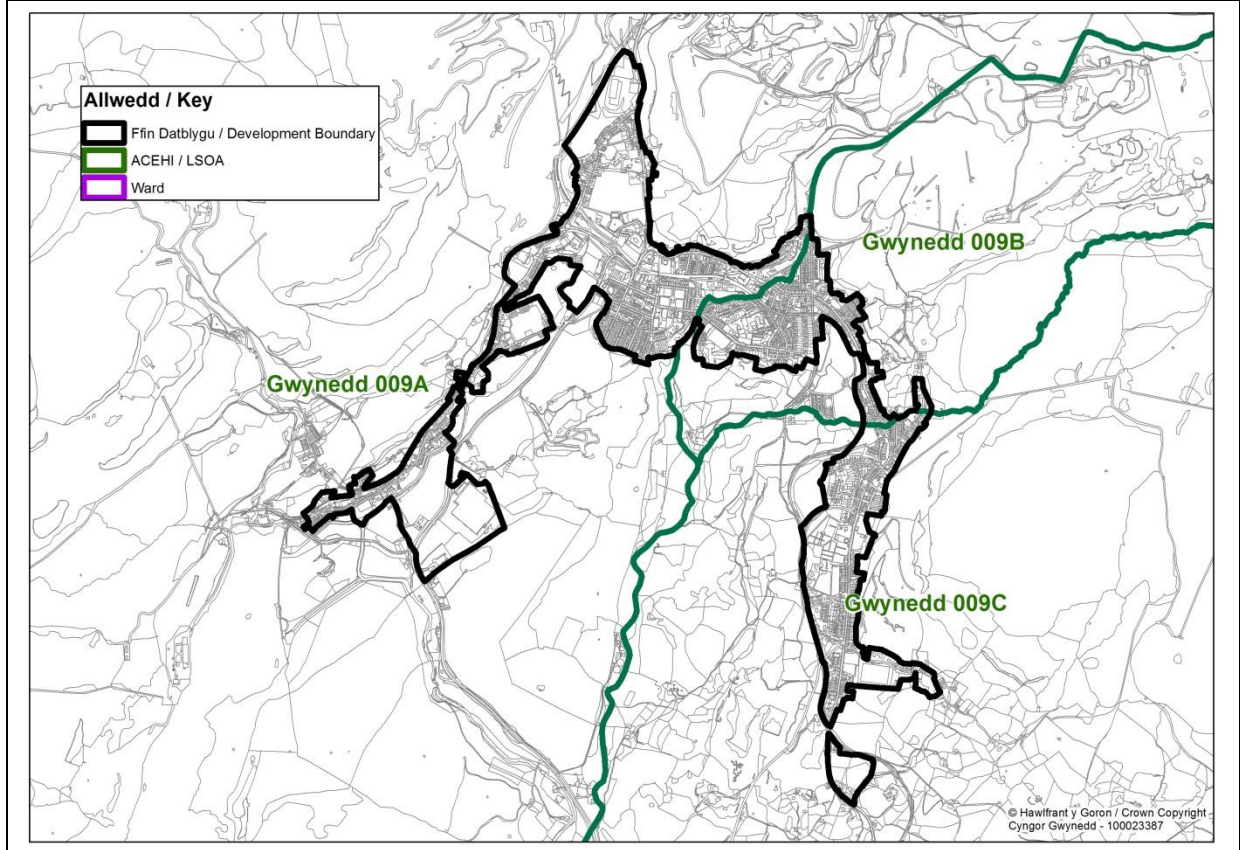 Allwedd / Key
Ffin Datblygu / Development Boundary
ACEHI / LSOA
Ward
Gwynedd 009B
Gwynedd 009A
Gwynedd 009C
© Hawlfraint y Goron / Crown Copyright
Cyngor Gwynedd - 100023387